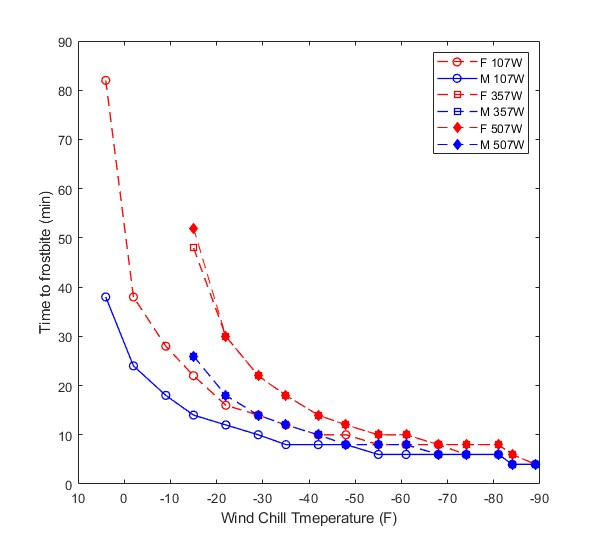 90
80
70
60
50
40
30
20
10
0
Time to frostbite (min)
10 0 -10 -20 -30 -40 -50 -60 -70 -80 -90
Wind Chill Tmeperature (F)
F 107W
M 107W
F 357W
M 357W
F 507W
M 507W